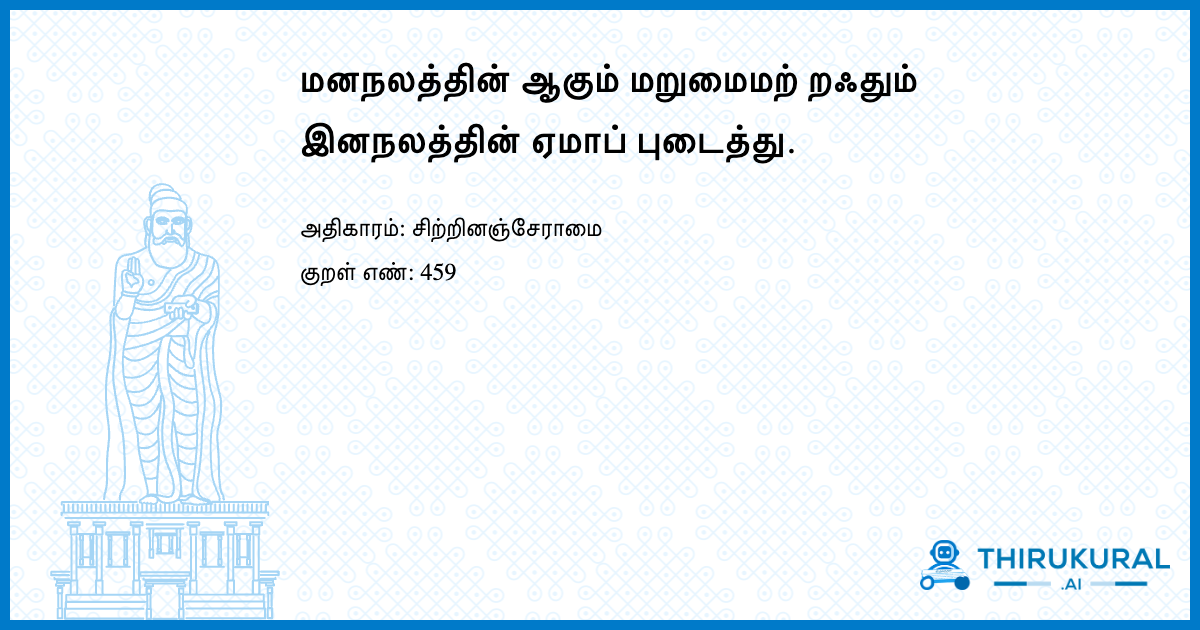 மனநலத்தின் ஆகும் மறுமைமற் றஃதும்
இனநலத்தின் ஏமாப் புடைத்து.
அதிகாரம்: சிற்றினஞ்சேராமை
குறள் எண்: 459
THIRUKURAL
.AI